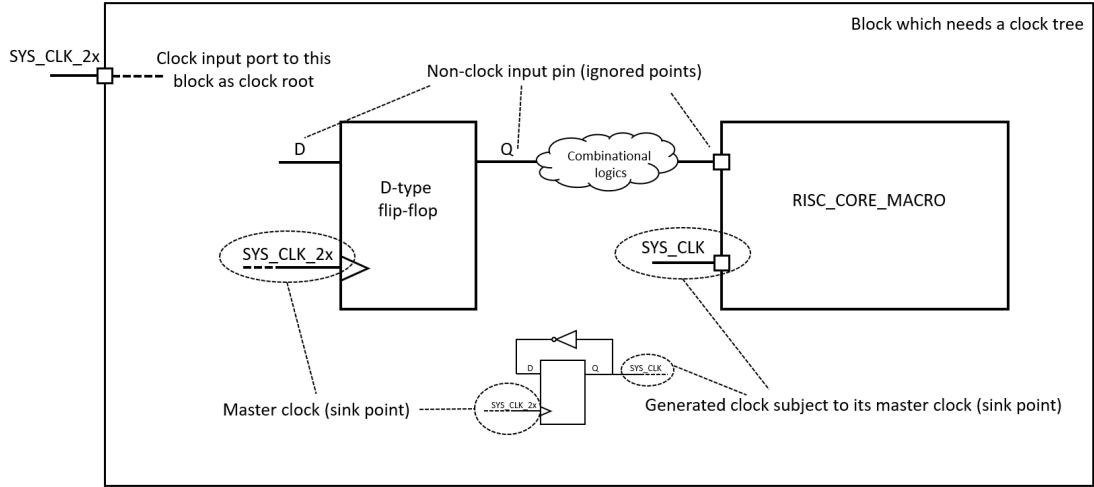 Block which needs a clock tree
SYS_CLK_2x
Clock input port to this
block as clock root
Non-clock input pin (ignored points)
D
Q
Combinational
logics
D-type
flip-flop
RISC_CORE_MACRO
SYS_CLK_2x
SYS_CLK
D
Q
SYS_CLK
SYS_CLK_2x
Master clock (sink point)
Generated clock subject to its master clock (sink point)